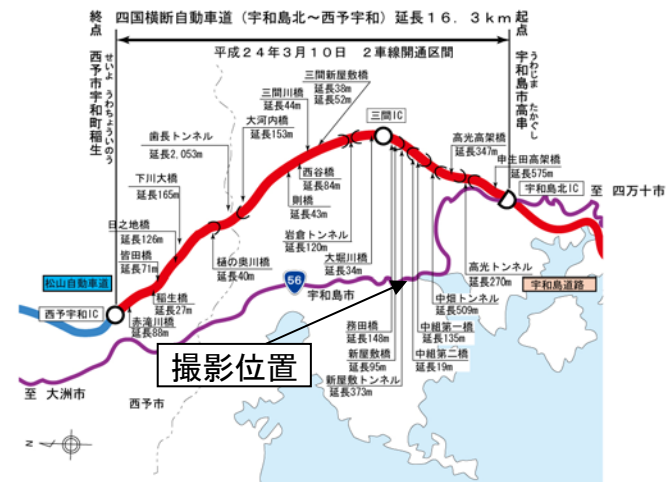 終点
四国横断自動車道（宇和島北～西予宇和）延長１６．３ｋｍ
起点
平成２４年３月１０日　２車線開通区間
西予市宇和町稲生
せいよ　うわちょういのう
宇和島市高串
うわじま　たかぐし
三間新屋敷橋
延長38m
延長52m
三間川橋
延長44m
大河内橋
延長153m
歯長トンネル
延長2,053m
下川大橋
延長165m
日之地橋
延長126m
皆田橋
延長71m
松山自動車道
西予宇和IC
稲生橋
延長27m
赤滝川橋
延長88m
樋の奥川橋
延長40m
西谷橋
延長84m
剛橋
延長43m
岩倉トンネル
延長120m
大堀川橋
延長34m
三間IC
高光高架橋
延長347m
申生田高架橋
延長575m
宇和島北IC
至　四万十市
高光トンネル
延長270m
宇和島道路
中畑トンネル
延長509m
中組第一橋
延長135m
中組第二橋
延長19m
務田橋
延長148m
新屋敷橋
延長95m
新屋敷トンネル
延長373m
56
宇和島市
撮影位置
至　大洲市
西予市
N